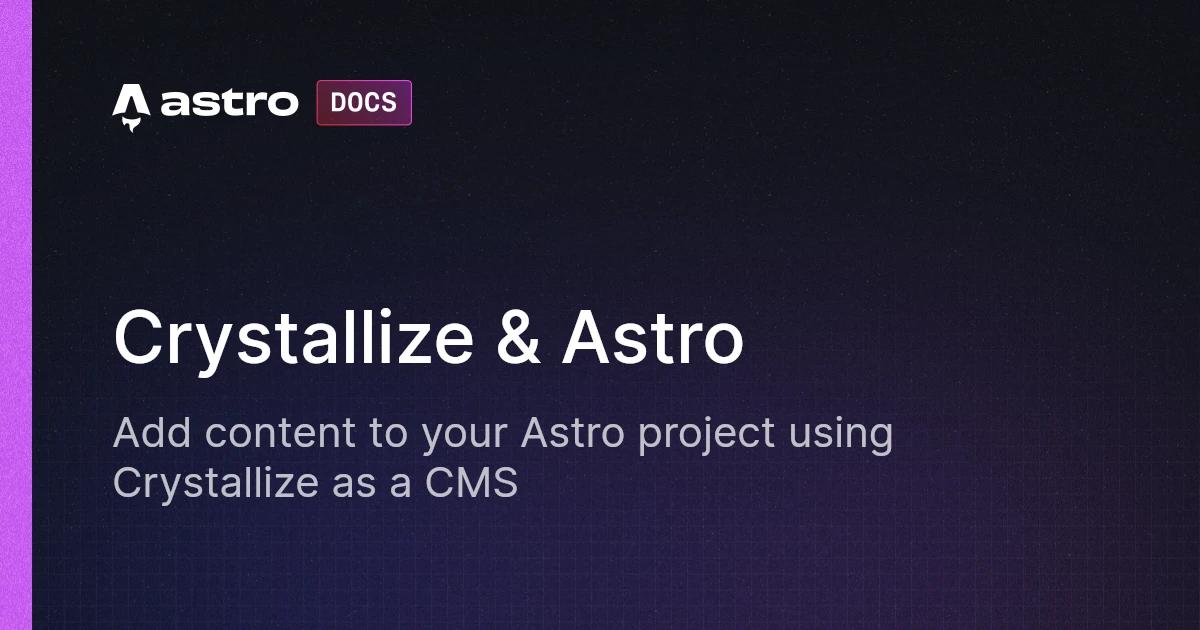 astro DOCS
Crystallize & Astro
Add content to your Astro project using
Crystallize as a CMS